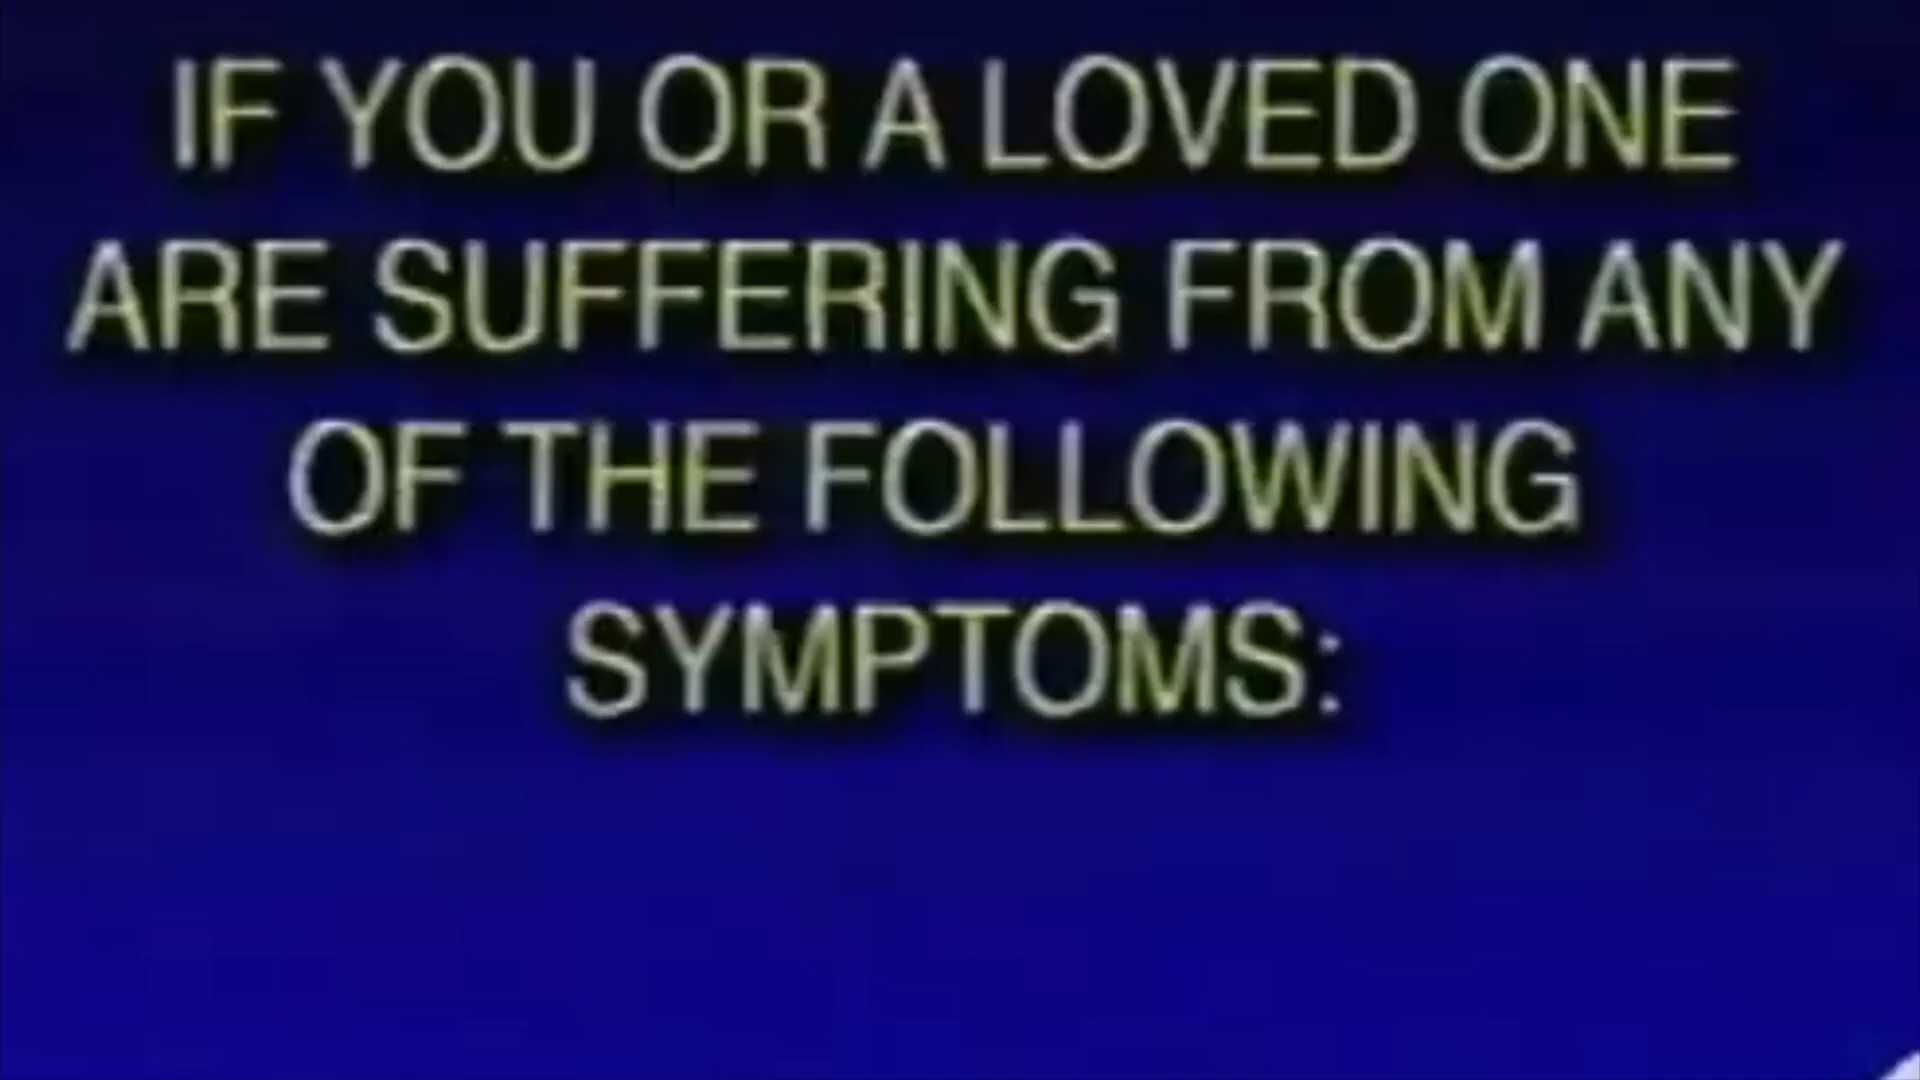 IF YOU OR A LOVED ONE
ARE SUFFERING FROM ANY
OF THE FOLLOWING
SYMPTOMS: